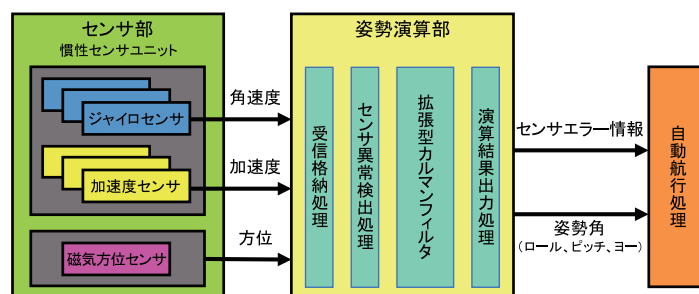 センサ部
慣性センサユニット
ジャイロセンサ
加速度センサ
磁気方位センサ
角速度
加速度
方位
姿勢演算部
受信格納処理
センサ異常検出処理
拡張型カルマンフィルタ
演算結果出力処理
センサエラー情報
姿勢角
（ロール、ピッチ、ヨー）
自動航行処理